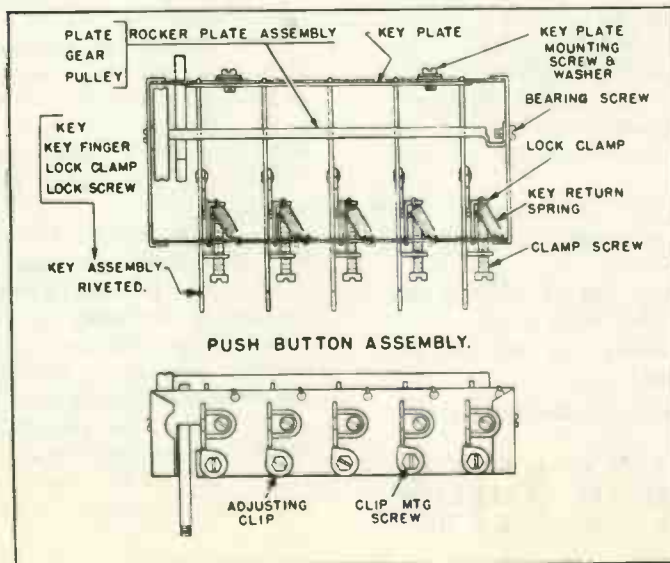 PLATE
GEAR
PULLEY
ROCKER PLATE ASSEMBLY
KEY PLATE
KEY PLATE
MOUNTING
SCREW &
WASHER
BEARING SCREW
LOCK CLAMP
KEY RETURN
SPRING
CLAMP SCREW
KEY
KEY FINGER
LOCK CLAMP
LOCK SCREW
KEY ASSEMBLY
RIVETED.
PUSH BUTTON ASSEMBLY.
ADJUSTING
CLIP
CLIP MTG
SCREW